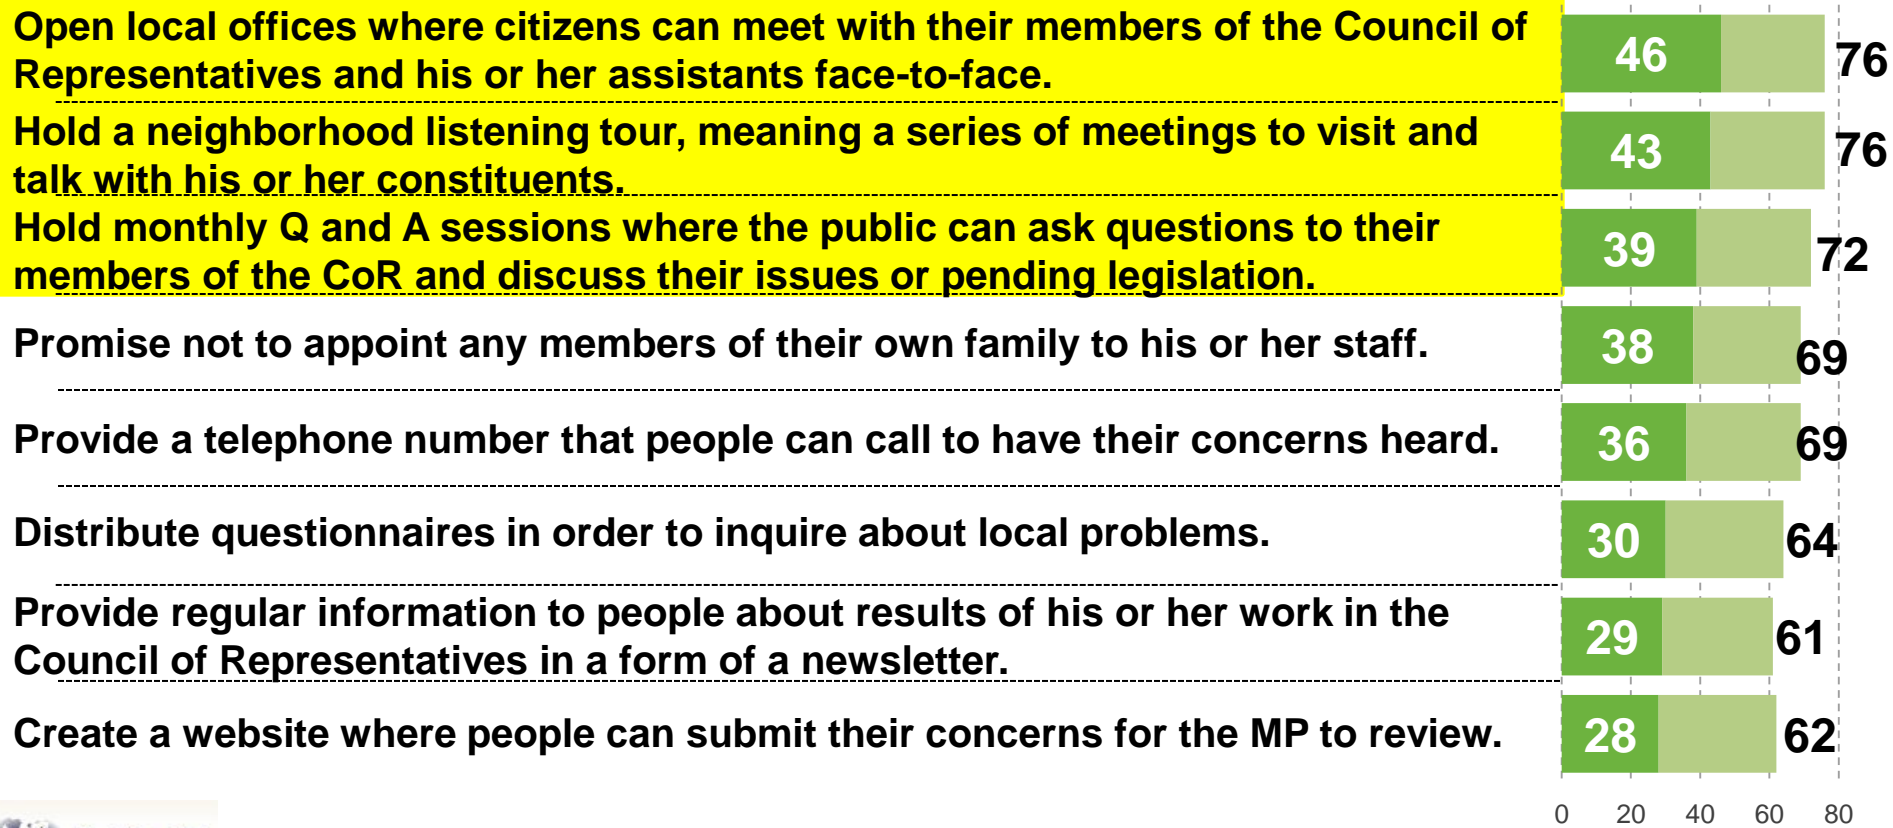 Open local offices where citizens can meet with their members of the Council of
Representatives and his or her assistants face-to-face.
46 76
Hold a neighborhood listening tour, meaning a series of meetings to visit and
talk with his or her constituents.
43 76
Hold monthly Q and A sessions where the public can ask questions to their
members of the CoR and discuss their issues or pending legislation.
39 72
Promise not to appoint any members of their own family to his or her staff.
38 69
Provide a telephone number that people can call to have their concerns heard.
36 69
Distribute questionnaires in order to inquire about local problems.
30 64
Provide regular information to people about results of his or her work in the
Council of Representatives in a form of a newsletter.
29 61
Create a website where people can submit their concerns for the MP to review.
28 62
0 20 40 60 80